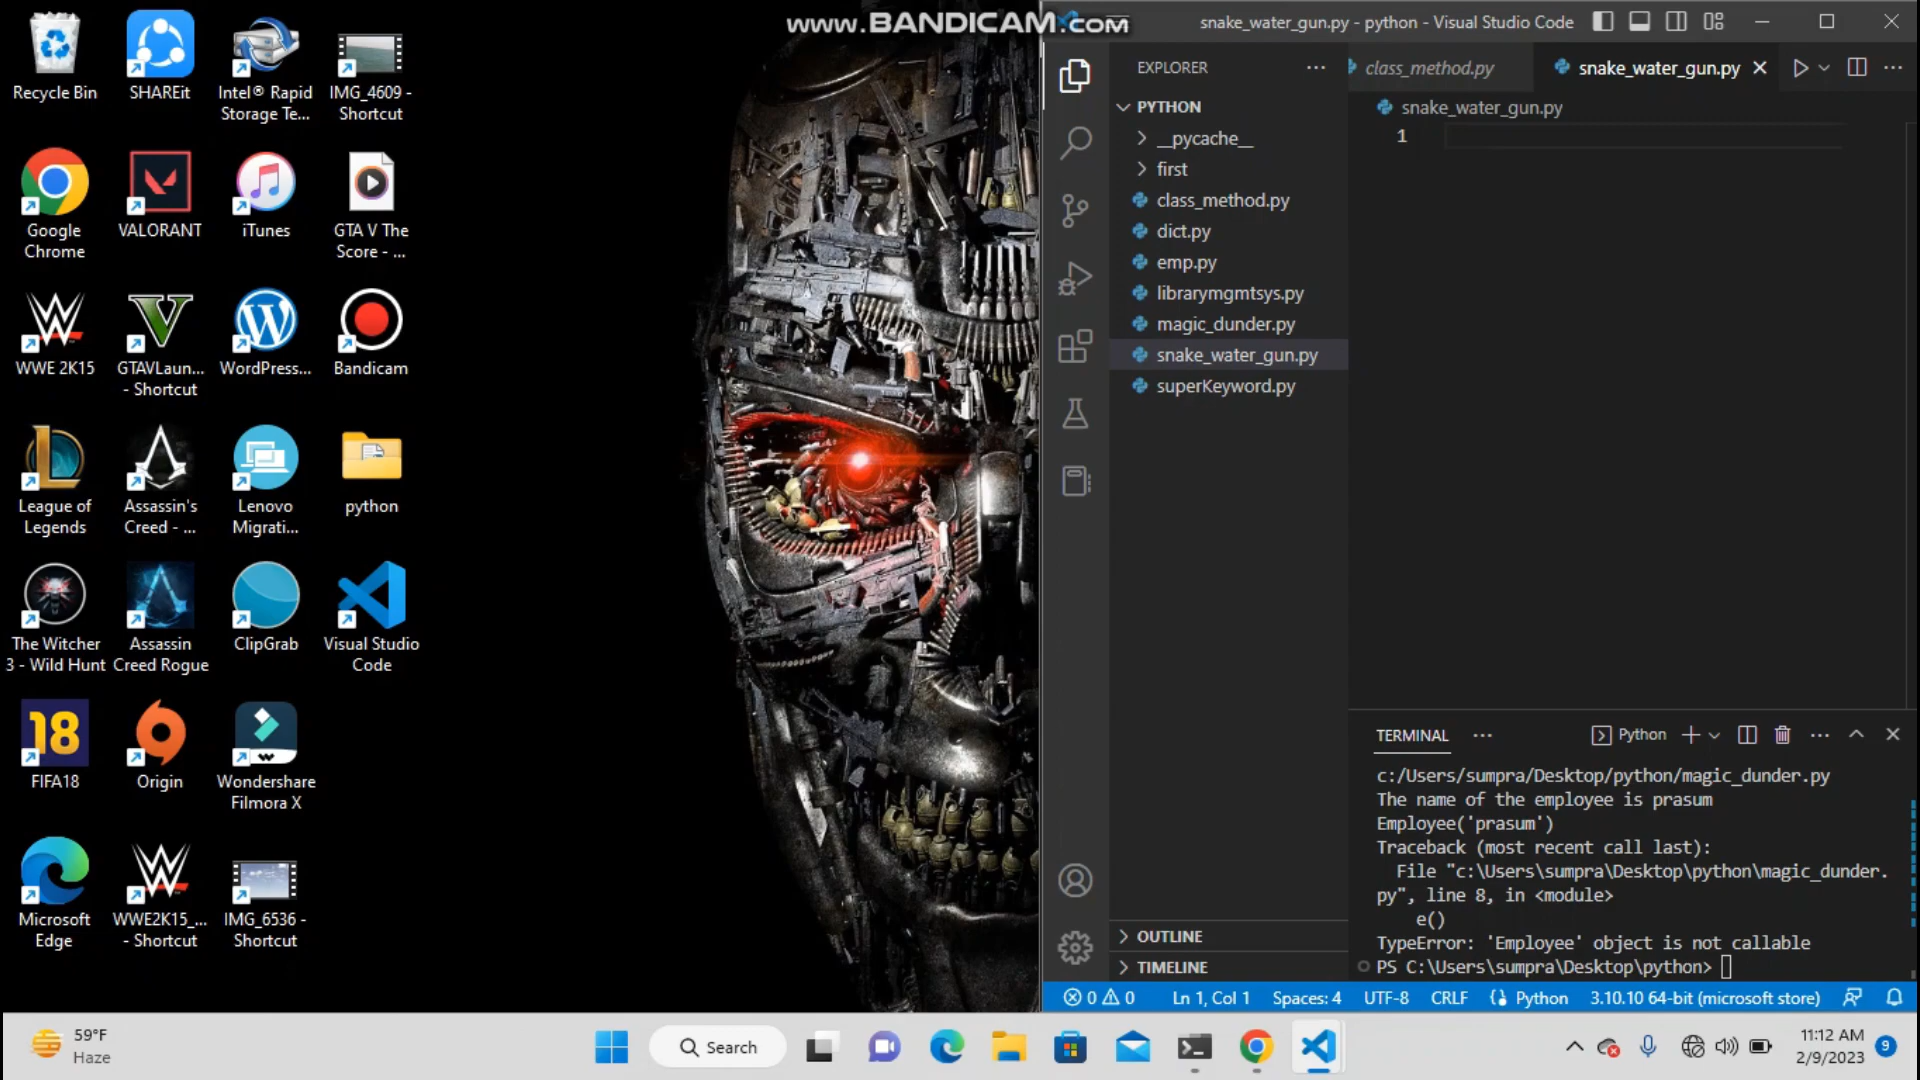 www.BANDICAM.com
Recycle Bin
SHAREit
Intel® Rapid
Storage Te...
IMG_4609 -
Shortcut
Google
Chrome
VALORANT
iTunes
GTA V The
Score - ...
WWE 2K15
GTAVLaun...
- Shortcut
WordPress...
Bandicam
League of
Legends
Assassin's
Creed - ...
Lenovo
Migrati...
python
The Witcher
3 - Wild Hunt
Assassin
Creed Rogue
ClipGrab
Visual Studio
Code
18
FIFA18
Origin
Wondershare
Filmora X
Microsoft
Edge
WWE2K15_...
- Shortcut
IMG_6536 -
Shortcut
snake_water_gun.py - python - Visual Studio Code
EXPLORER
class_method.py
snake_water_gun.py
PYTHON
__pycache__
first
class_method.py
dict.py
emp.py
librarymgmtsys.py
magic_dunder.py
snake_water_gun.py
superKeyword.py
OUTLINE
TIMELINE
snake_water_gun.py
1
TERMINAL
Python
c:/Users/sumpra/Desktop/python/magic_dunder.py
The name of the employee is prasum
Employee('prasum')
Traceback (most recent call last):
File "c:\Users\sumpra\Desktop\python\magic_dunder.
py", line 8, in <module>
e()
TypeError: 'Employee' object is not callable
PS C:\Users\sumpra\Desktop\python>
0 0
Ln 1, Col 1
Spaces: 4
UTF-8
CRLF
Python
3.10.10 64-bit (microsoft store)
59°F
Haze
Search
11:12 AM
2/9/2023
9